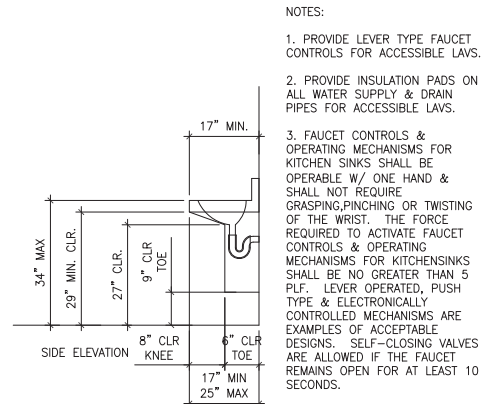 NOTES:
1. PROVIDE LEVER TYPE FAUCET
CONTROLS FOR ACCESSIBLE LAVS.
2. PROVIDE INSULATION PADS ON
ALL WATER SUPPLY & DRAIN
PIPES FOR ACCESSIBLE LAVS.
3. FAUCET CONTROLS &
OPERATING MECHANISMS FOR
KITCHEN SINKS SHALL BE
OPERABLE W/ ONE HAND &
SHALL NOT REQUIRE
GRASPING,PINCHING OR TWISTING
OF THE WRIST. THE FORCE
REQUIRED TO ACTIVATE FAUCET
CONTROLS & OPERATING
MECHANISMS FOR KITCHENSINKS
SHALL BE NO GREATER THAN 5
PLF. LEVER OPERATED, PUSH
TYPE & ELECTRONICALLY
CONTROLLED MECHANISMS ARE
EXAMPLES OF ACCEPTABLE
DESIGNS. SELF-CLOSING VALVES
ARE ALLOWED IF THE FAUCET
REMAINS OPEN FOR AT LEAST 10
SECONDS.
17" MIN.
34" MAX
29" MIN. CLR.
27" CLR.
9" CLR
TOE
SIDE ELEVATION
8" CLR
KNEE
6" CLR
TOE
17" MIN
25" MAX